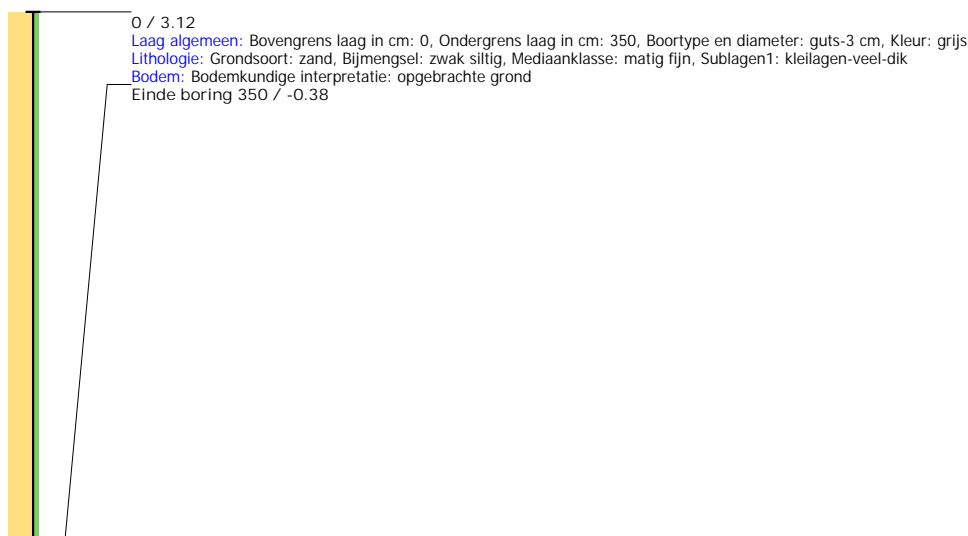 0 / 3.12
Laag algemeen: Bovengrens laag in cm: 0, Ondergrens laag in cm: 350, Boortype en diameter: guts-3 cm, Kleur: grijs
Lithologie: Grondsoort: zand, Bijmengsel: zwak siltig, Mediaanklasse: matig fijn, Sublagen1: kleilagen-veel-dik
Bodem: Bodemkundige interpretatie: opgebrachte grond
Einde boring 350 / -0.38